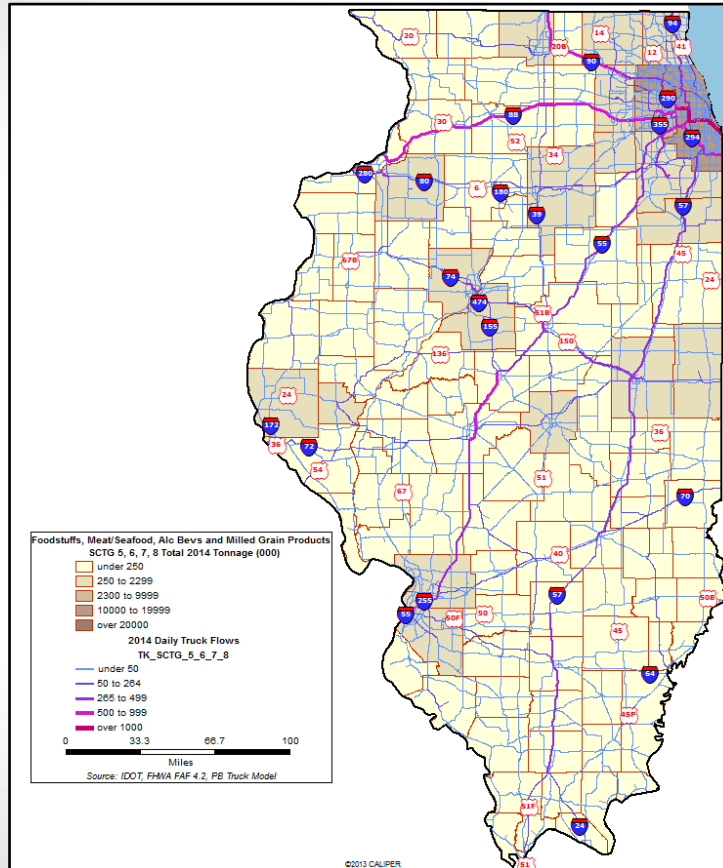 94
20
14
41
20B
12
90
290
88
30
355
294
52
34
280
80
6
180
39
57
55
45
67B
74
24
474
51B
155
150
136
24
172
36
36
72
54
67
51
70
40
255
57
50B
55
50F
50
45
64
45P
51F
24
51
Foodstuffs, Meat/Seafood, Alc Bevs and Milled Grain Products
SCTG 5, 6, 7, 8 Total 2014 Tonnage (000)
under 250
250 to 2299
2300 to 9999
10000 to 19999
over 20000
2014 Daily Truck Flows
TK_SCTG_5_6_7_8
under 50
50 to 264
265 to 499
500 to 999
over 1000
0 33.3 66.7 100
Miles
Source: IDOT, FHWA FAF 4.2, PB Truck Model
©2013 CALIPER